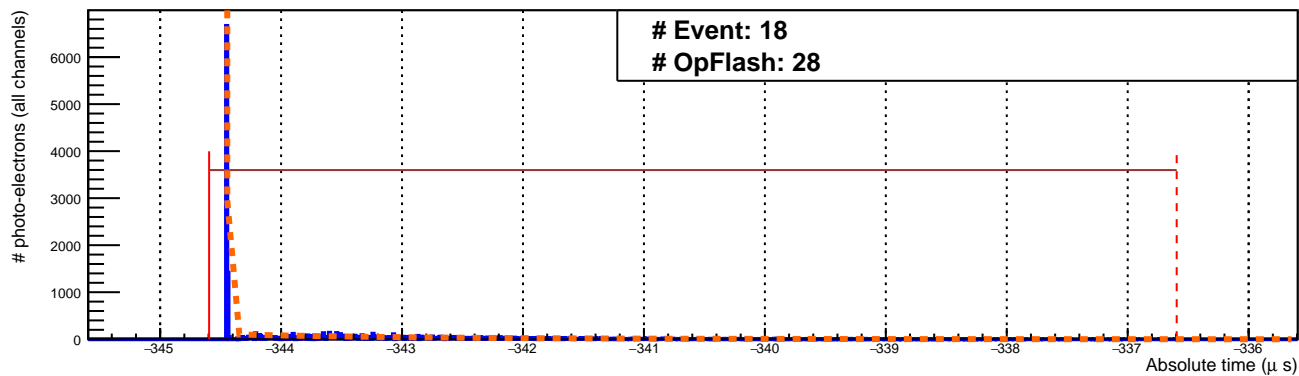 # Event: 18
# OpFlash: 28
# photo-electrons (all channels)
6000
5000
4000
3000
2000
1000
0
−345 −344 −343 −342 −341 −340 −339 −338 −337 −336
Absolute time (μ s)